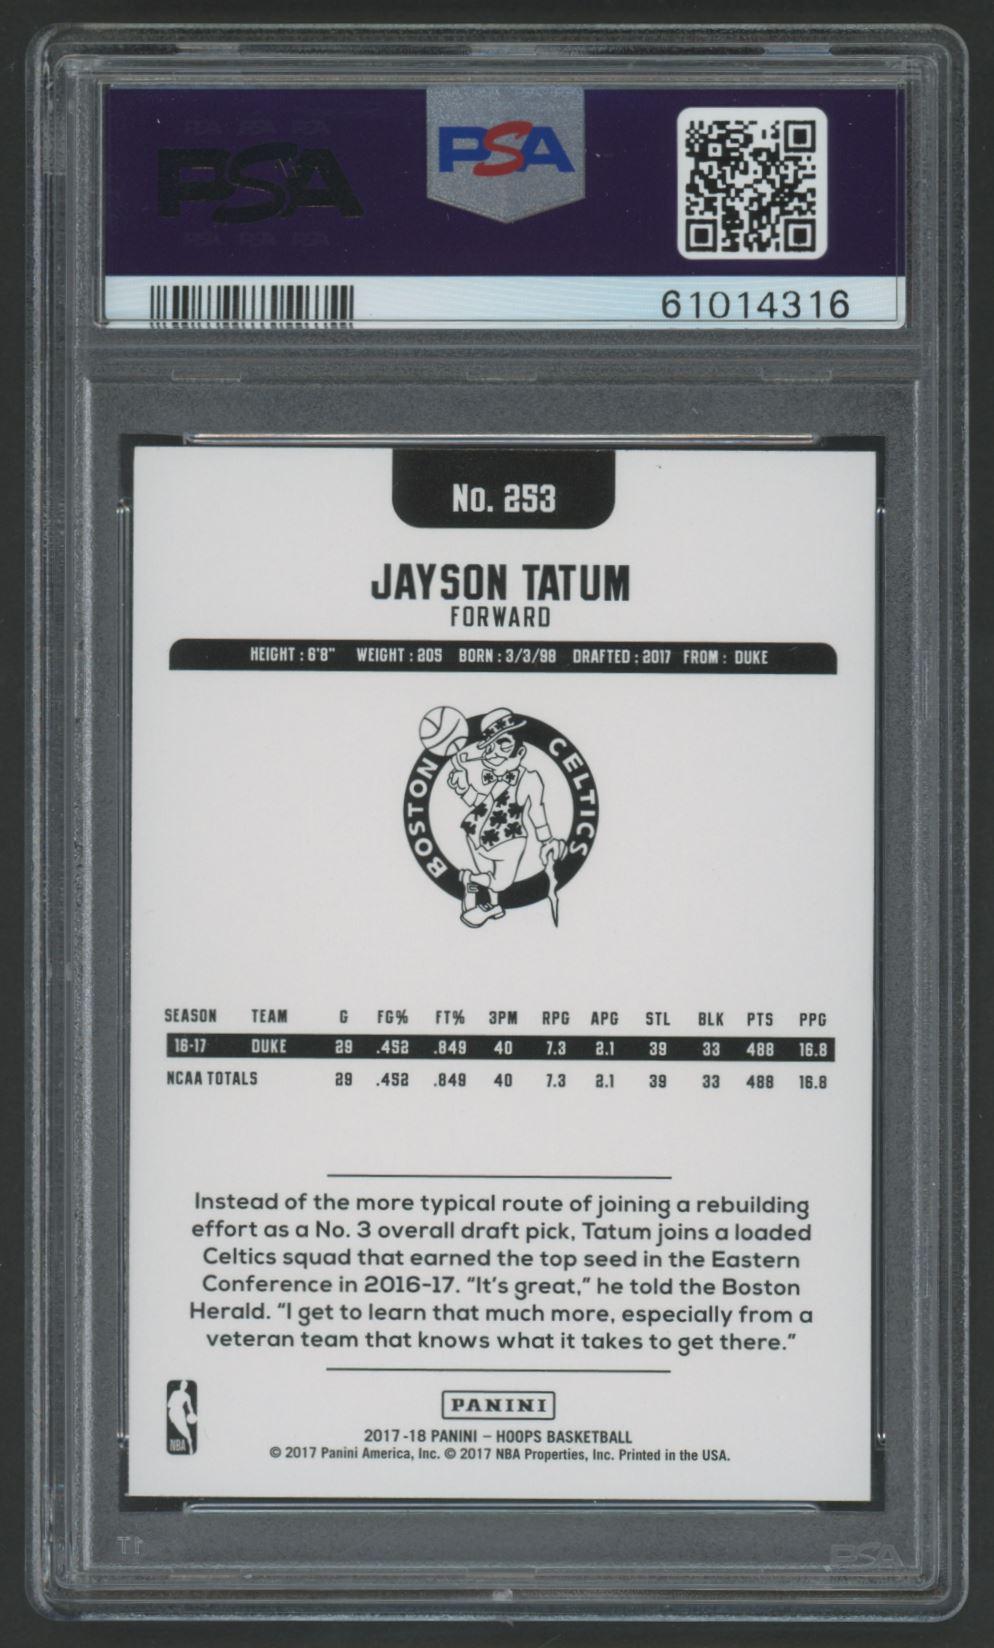 PSA PSA PSA
PSA
PSA PSA PSA
PSA
61014316
No. 253
JAYSON TATUM
FORWARD
HEIGHT : 6'8" WEIGHT : 205 BORN : 3/3/98 DRAFTED : 2017 FROM : DUKE
BOSTON CELTICS
SEASON TEAM G FG% FT% 3PM RPG APG STL BLK PTS PPG
16-17 DUKE 29 .452 .849 40 7.3 2.1 39 33 488 16.8
NCAA TOTALS 29 .452 .849 40 7.3 2.1 39 33 488 16.8
Instead of the more typical route of joining a rebuilding
effort as a No. 3 overall draft pick, Tatum joins a loaded
Celtics squad that earned the top seed in the Eastern
Conference in 2016-17. “It’s great,” he told the Boston
Herald. “I get to learn that much more, especially from a
veteran team that knows what it takes to get there.”
NBA
PANINI
2017-18 PANINI – HOOPS BASKETBALL
© 2017 Panini America, Inc. © 2017 NBA Properties, Inc. Printed in the USA.
PSA